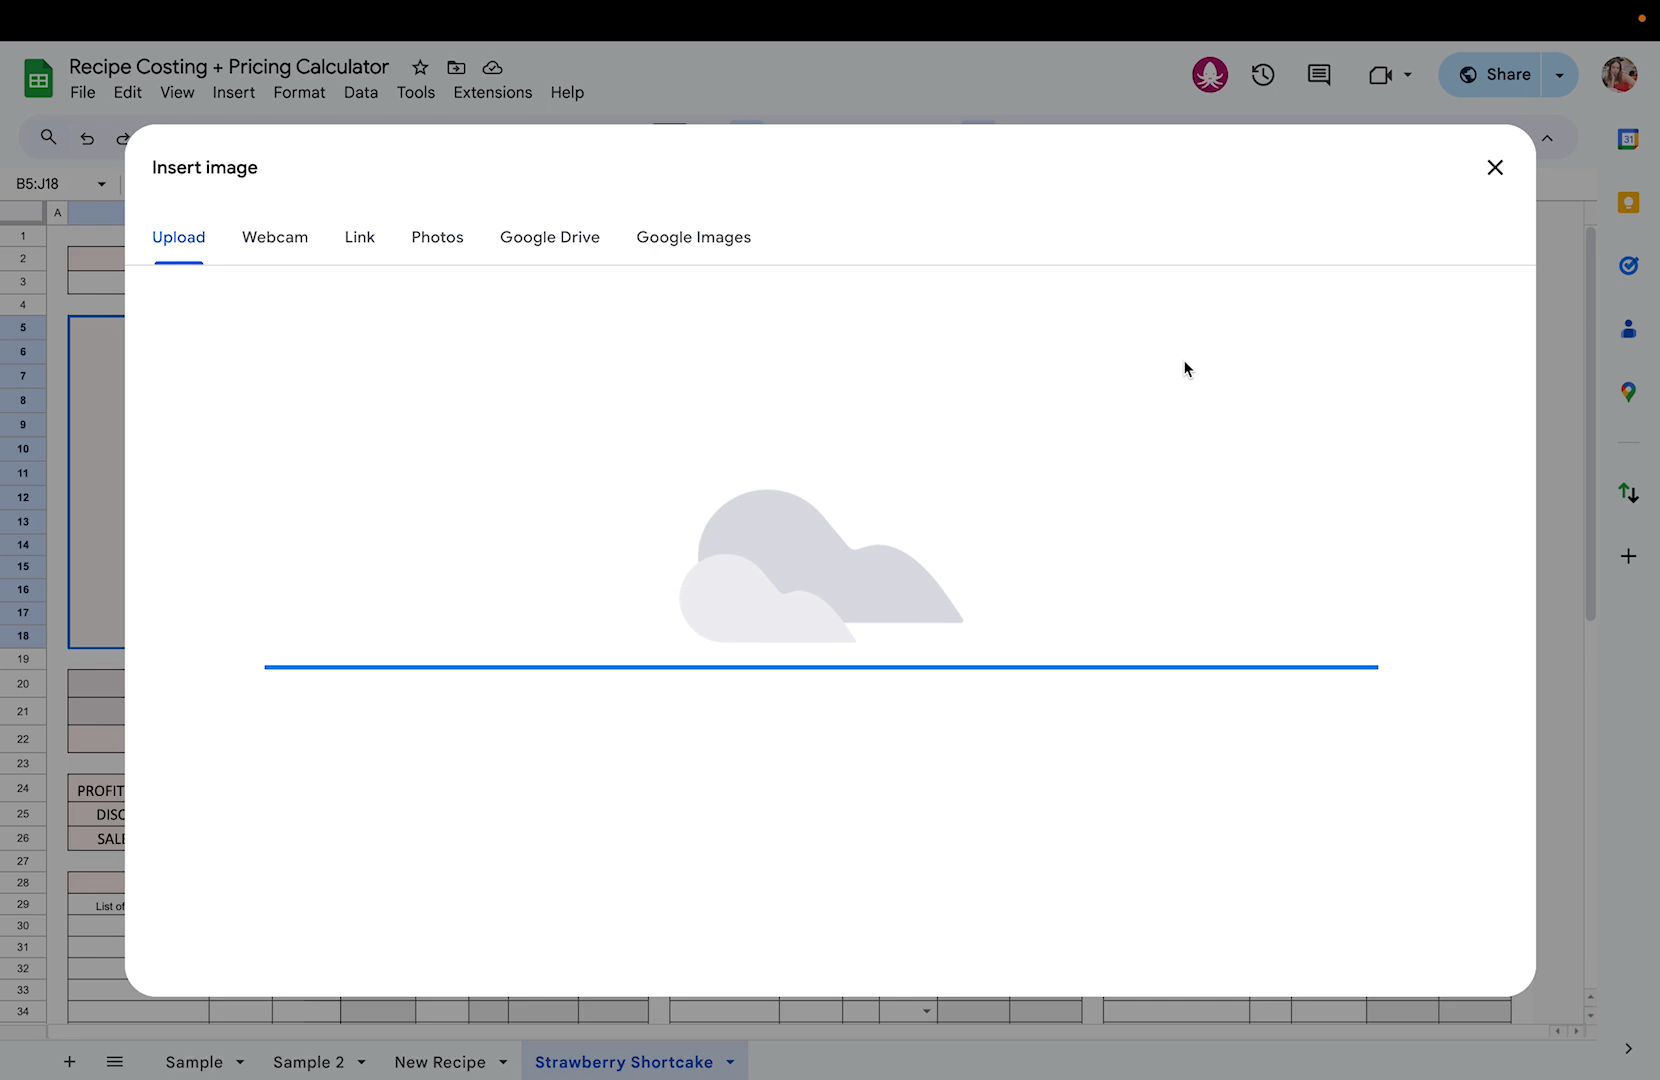 Recipe Costing + Pricing Calculator
File Edit View Insert Format Data Tools Extensions Help
Share
31
B5:J18
Insert image
Upload Webcam Link Photos Google Drive Google Images
A
1
2
3
4
5
6
7
8
9
10
11
12
13
14
15
16
17
18
19
20
21
22
23
24 PROFIT
25 DISC
26 SALE
27
28
29 List of
30
31
32
33
34
Sample Sample 2 New Recipe Strawberry Shortcake